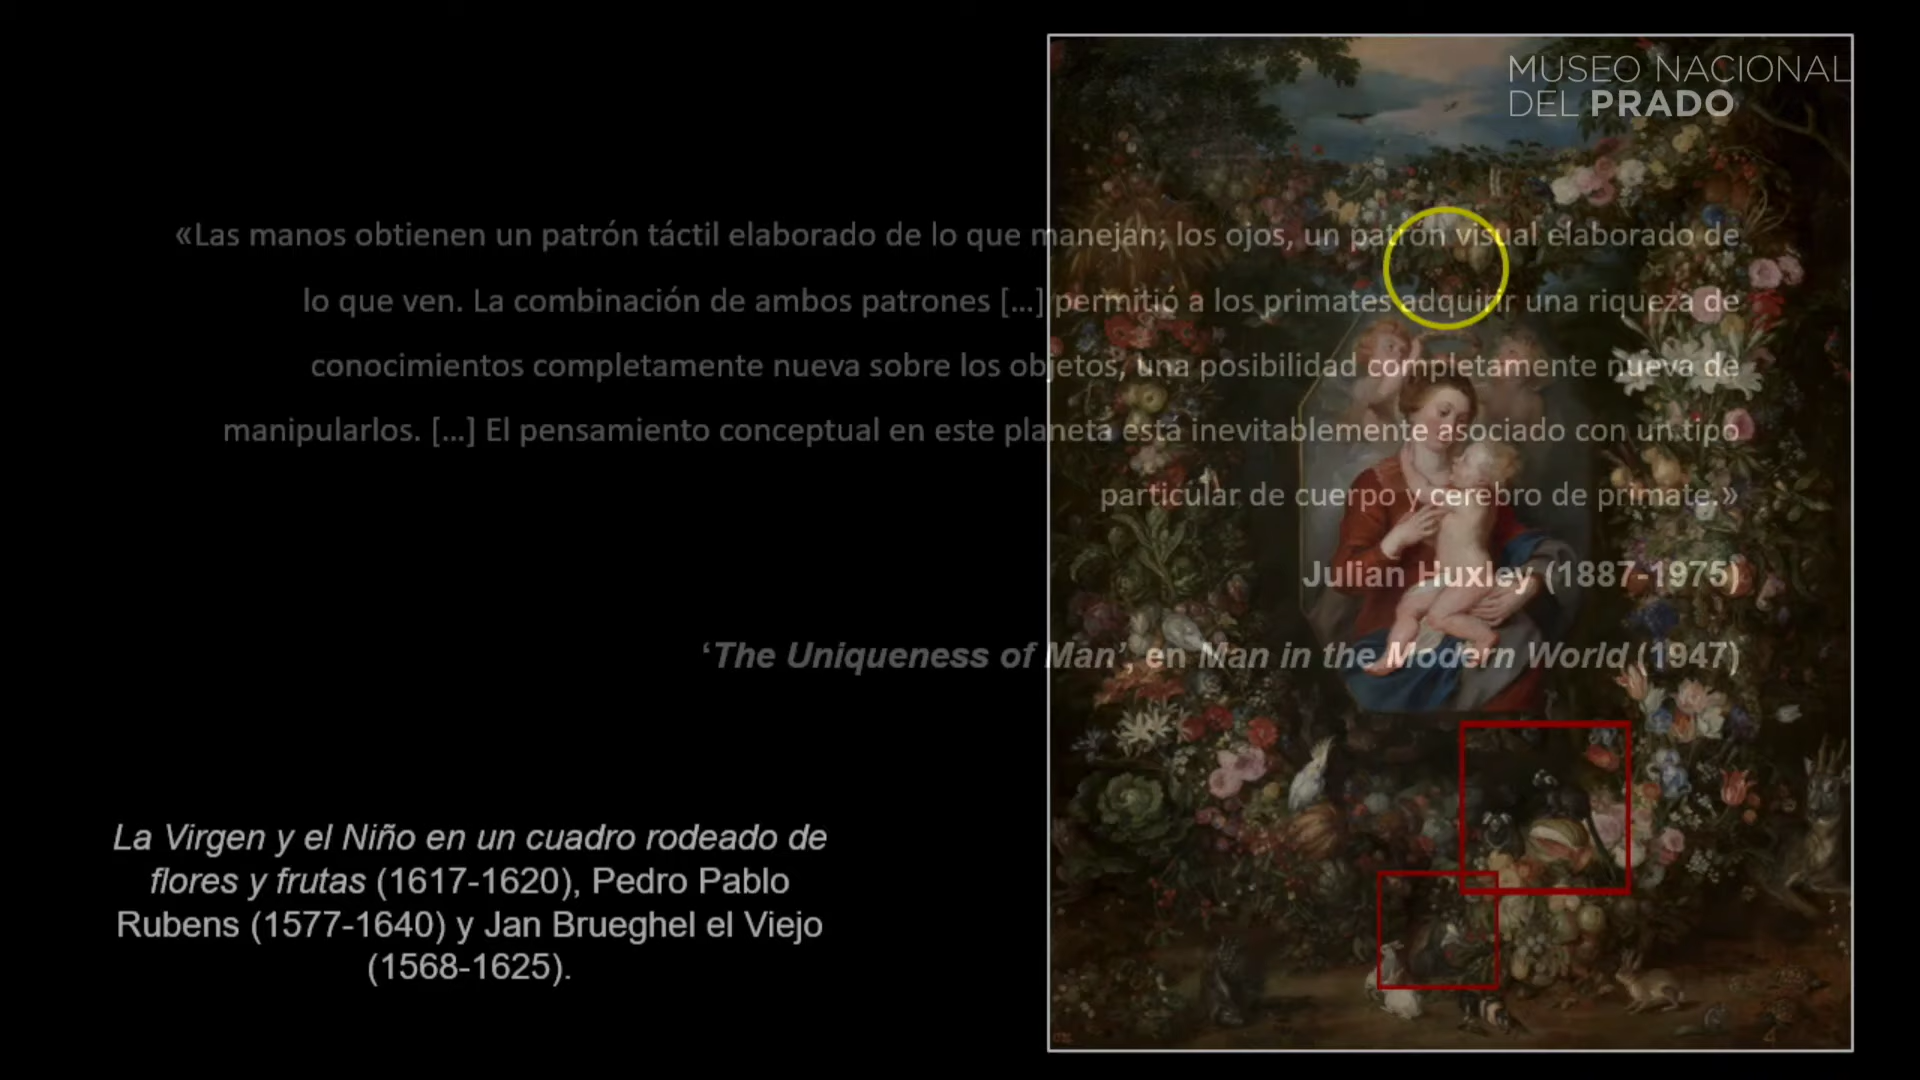 MUSEO NACIONAL
DEL PRADO
«Las manos obtienen un patrón táctil elaborado de lo que manejan; los ojos, un patrón visual elaborado de
lo que ven. La combinación de ambos patrones [...] permitió a los primates adquirir una riqueza de
conocimientos completamente nueva sobre los objetos, una posibilidad completamente nueva de
manipularlos. [...] El pensamiento conceptual en este planeta está inevitablemente asociado con un tipo
particular de cuerpo y cerebro de primate.»
Julian Huxley (1887-1975)
‘The Uniqueness of Man’, en Man in the Modern World (1947)
La Virgen y el Niño en un cuadro rodeado de
flores y frutas (1617-1620), Pedro Pablo
Rubens (1577-1640) y Jan Brueghel el Viejo
(1568-1625).